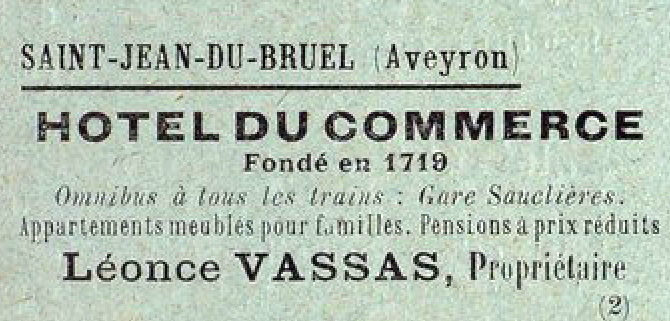 SAINT-JEAN-DU-BRUEL (Aveyron)
HOTEL DU COMMERCE
Fondé en 1719
Omnibus à tous les trains : Gare Sauclières.
Appartements meublés pour familles. Pensions à prix réduits
Léonce VASSAS, Propriétaire
(2)